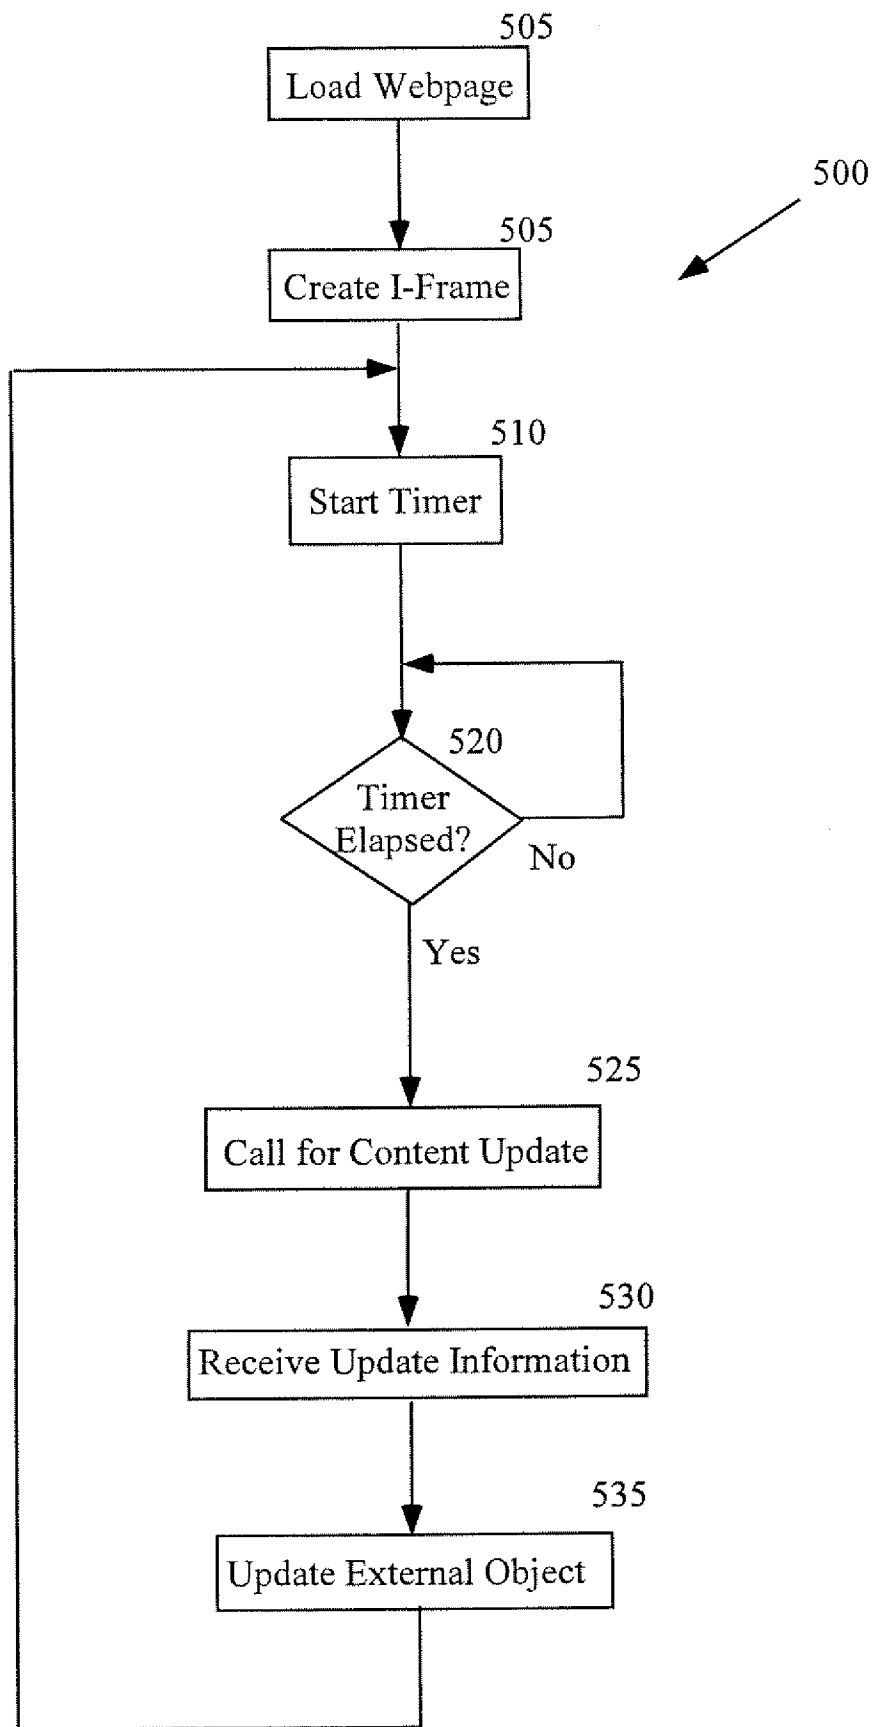 505
Load Webpage
500
505
Create I-Frame
510
Start Timer
520
Timer
Elapsed?
No
Yes
525
Call for Content Update
530
Receive Update Information
535
Update External Object